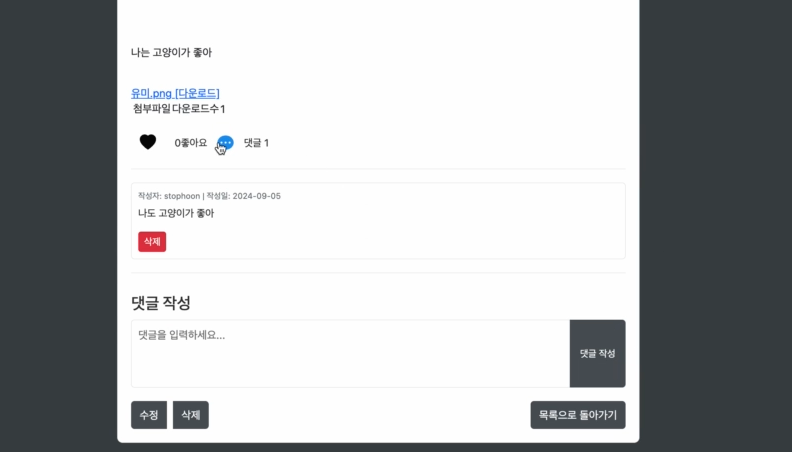 나는 고양이가 좋아
유미.png [다운로드]
첨부파일 다운로드수 1
0좋아요 댓글 1
작성자: stophoon | 작성일: 2024-09-05
나도 고양이가 좋아
삭제
댓글 작성
댓글을 입력하세요...
댓글 작성
수정 삭제 목록으로 돌아가기